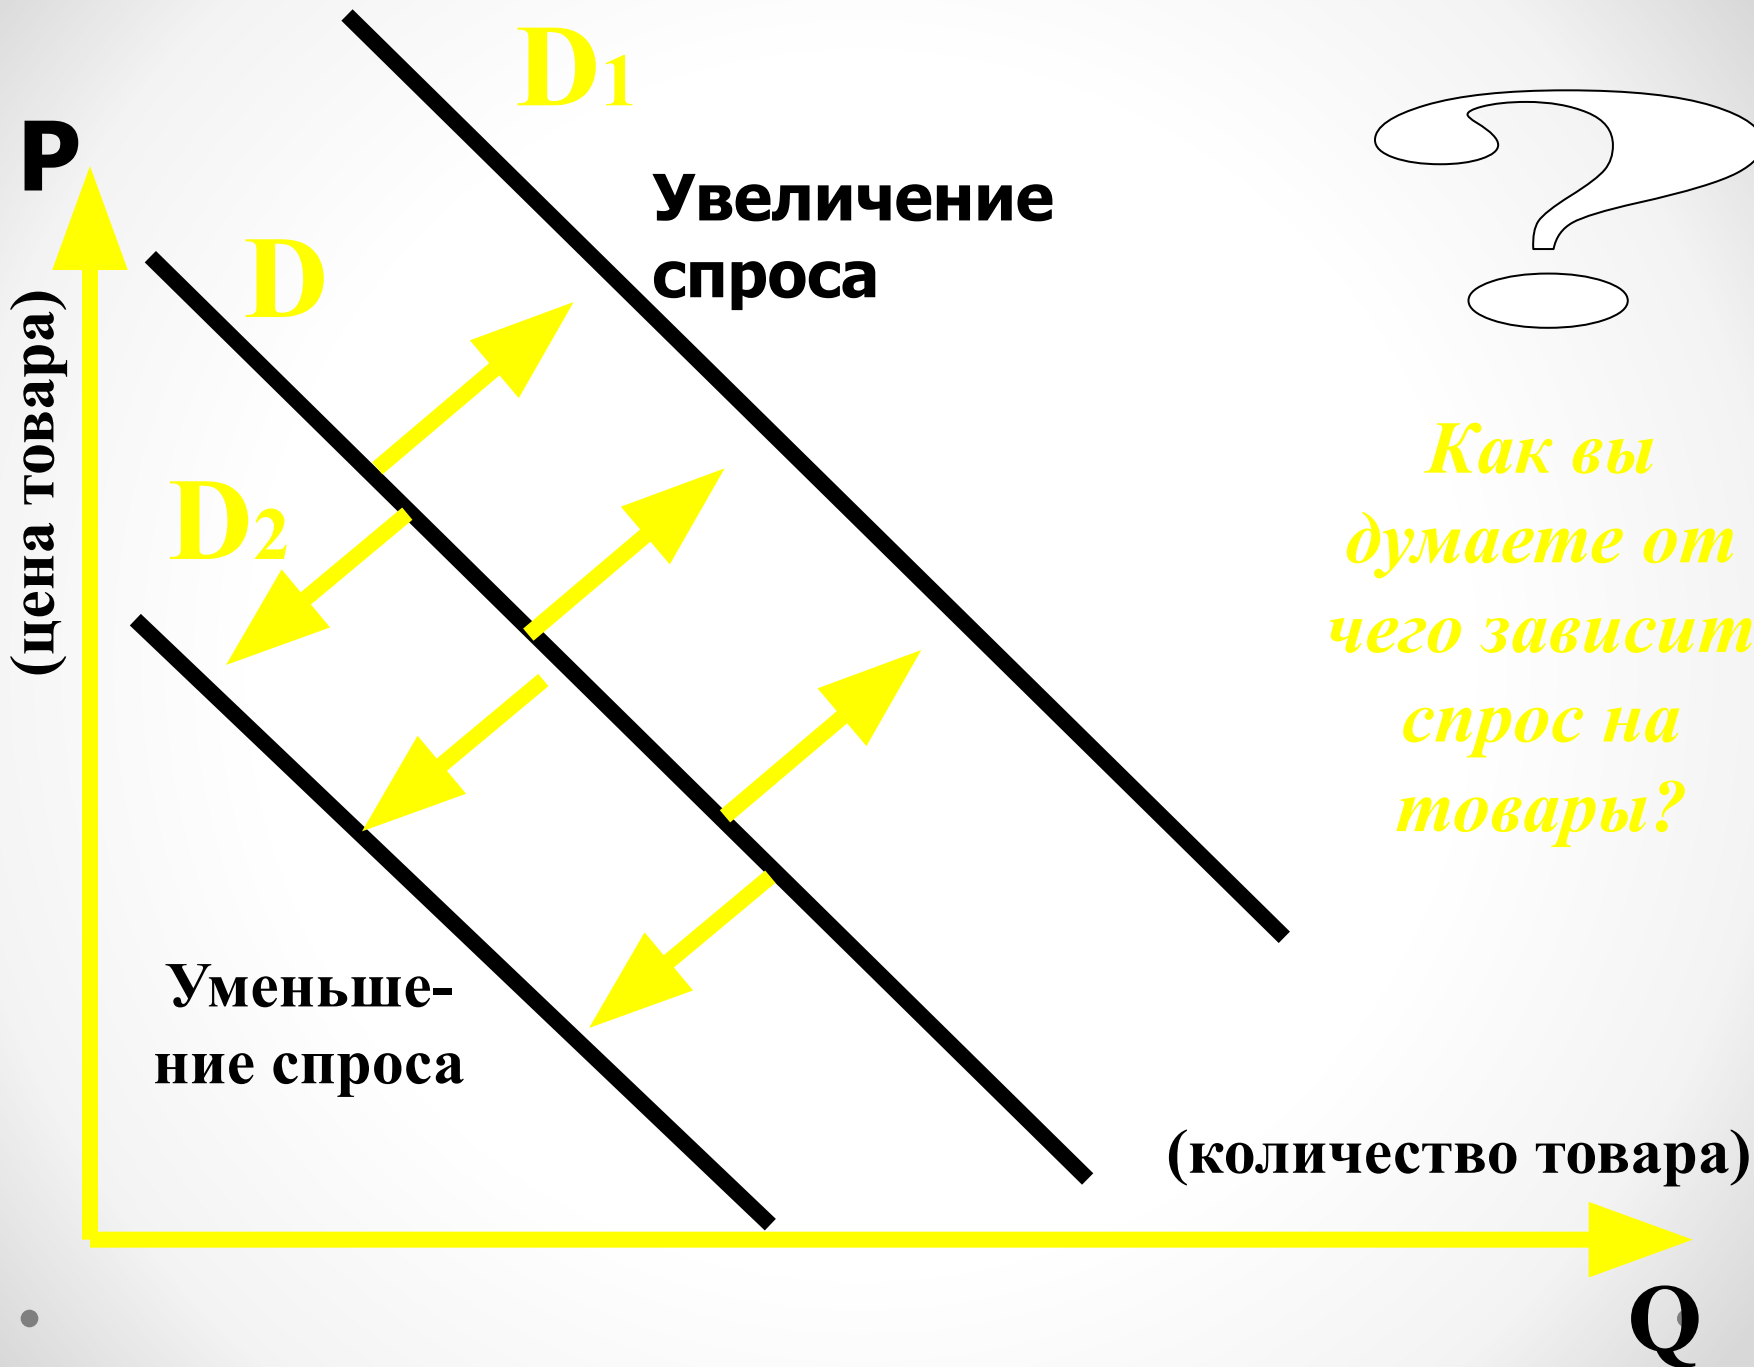 D1
P
Увеличение
спроса
D
(цена товара)
D2
Как вы
думаете от
чего зависит
спрос на
товары?
Уменьше-
ние спроса
(количество товара)
Q